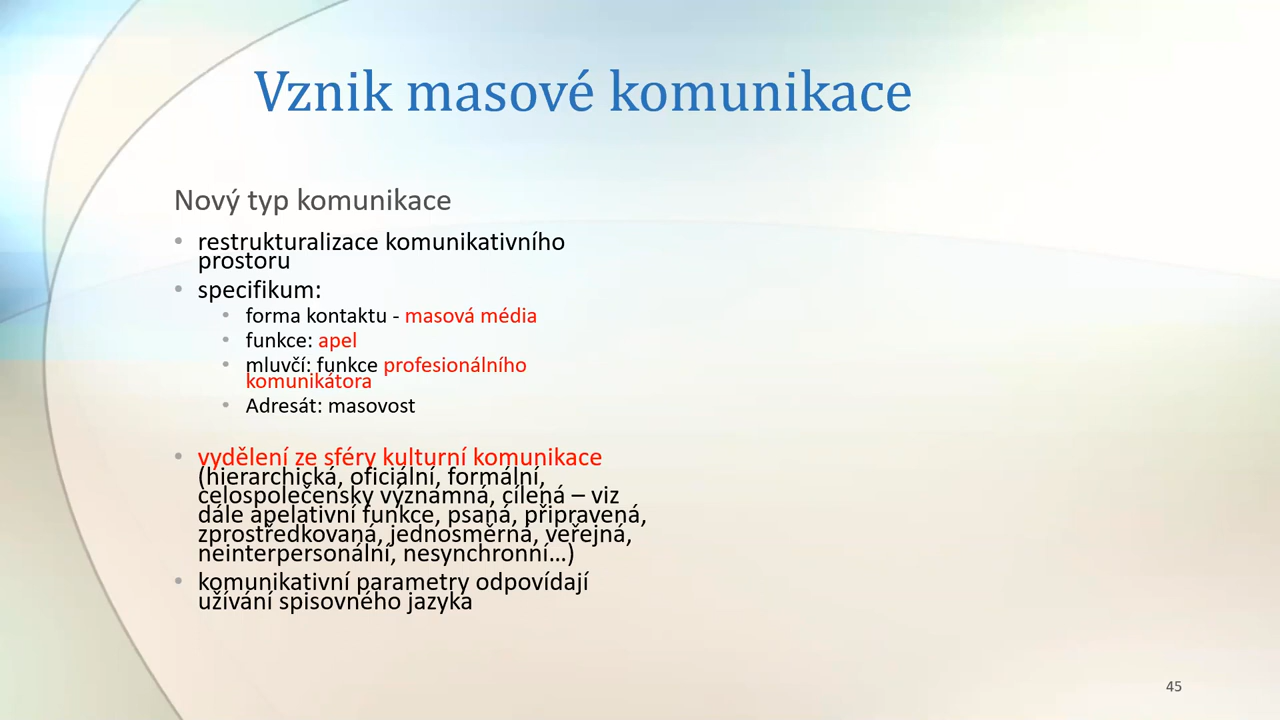 Vznik masové komunikace
Nový typ komunikace
• restrukturalizace komunikativního
prostoru
• specifikum:
• forma kontaktu - masová média
• funkce: apel
• mluvčí: funkce profesionálního
komunikátora
• Adresát: masovost
• vydělení ze sféry kulturní komunikace
(hierarchická, oficiální, formální,
celospolečensky významná, cílená – viz
dále apelativní funkce, psaná, připravená,
zprostředkovaná, jednosměrná, veřejná,
neinterpersonální, nesynchronní...)
• komunikativní parametry odpovídají
užívání spisovného jazyka
45